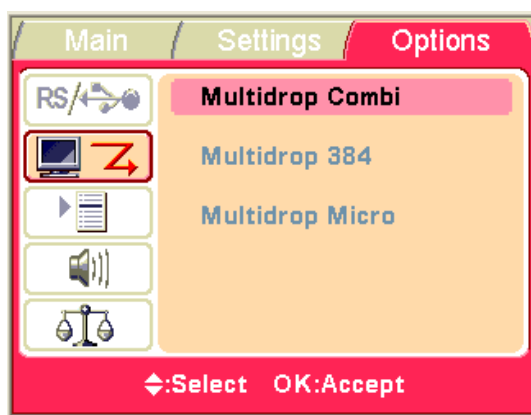 Main Settings Options
RS/
Multidrop Combi
Multidrop 384
Multidrop Micro
:Select OK:Accept